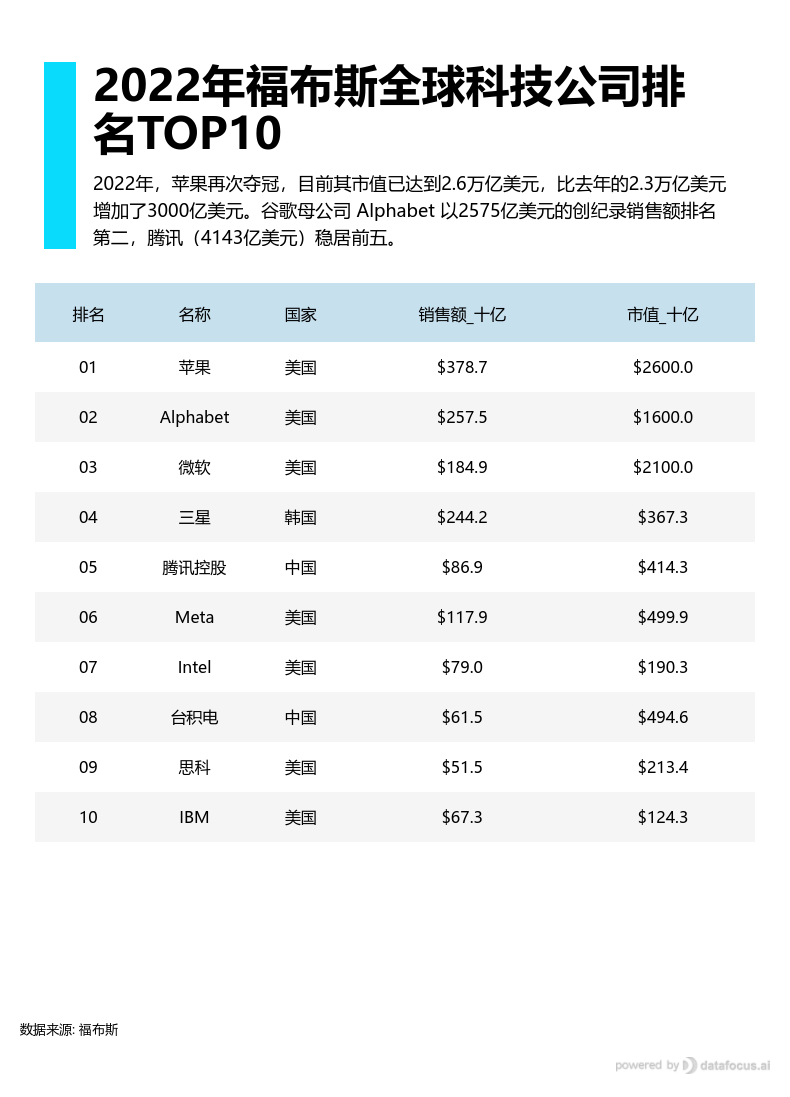 2022年福布斯全球科技公司排
名TOP10
2022年，苹果再次夺冠，目前其市值已达到2.6万亿美元，比去年的2.3万亿美元
增加了3000亿美元。谷歌母公司 Alphabet 以2575亿美元的创纪录销售额排名
第二，腾讯（4143亿美元）稳居前五。
排名 名称 国家 销售额_十亿 市值_十亿
01 苹果 美国 $378.7 $2600.0
02 Alphabet 美国 $257.5 $1600.0
03 微软 美国 $184.9 $2100.0
04 三星 韩国 $244.2 $367.3
05 腾讯控股 中国 $86.9 $414.3
06 Meta 美国 $117.9 $499.9
07 Intel 美国 $79.0 $190.3
08 台积电 中国 $61.5 $494.6
09 思科 美国 $51.5 $213.4
10 IBM 美国 $67.3 $124.3
数据来源: 福布斯
powered by datafocus.ai